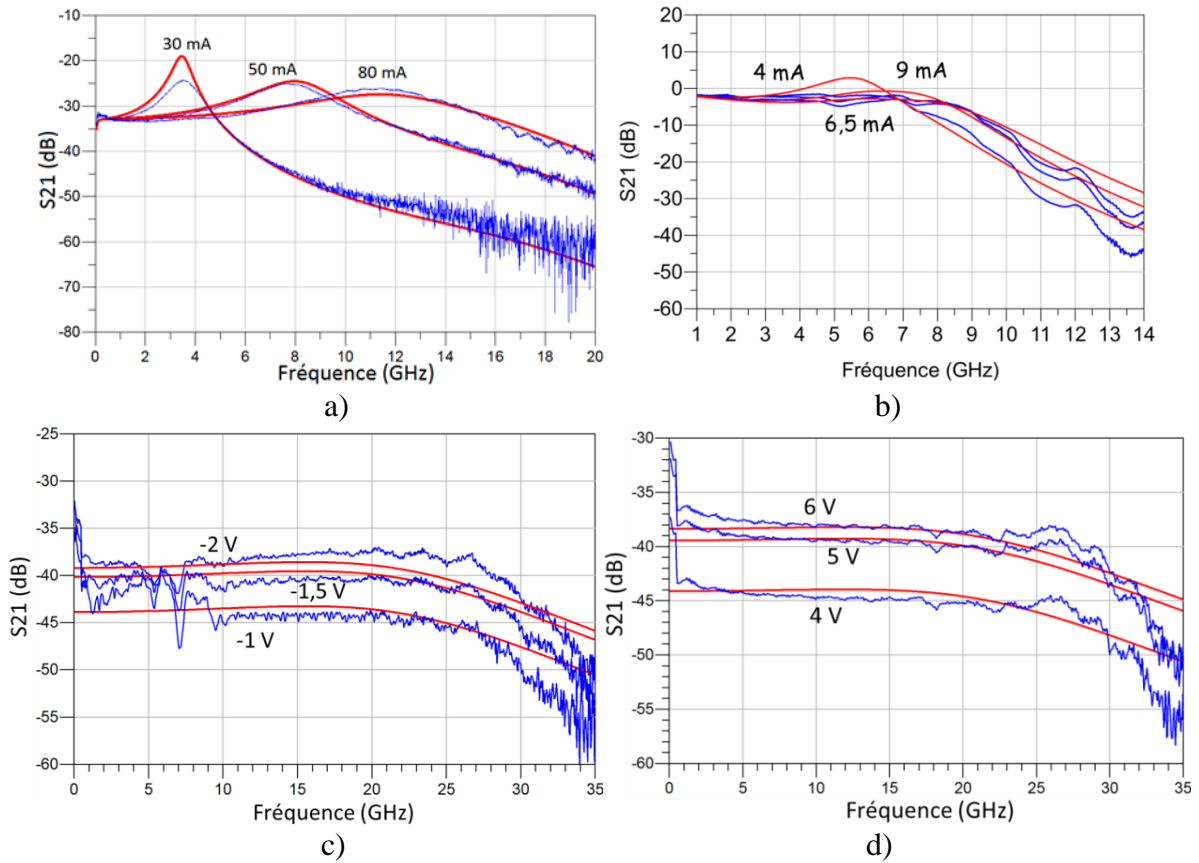 -10
-20
-30
-40
-50
-60
-70
-80
S21 (dB)
30 mA
50 mA
80 mA
0 2 4 6 8 10 12 14 16 18 20
Fréquence (GHz)
a)
20
10
0
-10
-20
-30
-40
-50
-60
S21 (dB)
4 mA
9 mA
6,5 mA
1 2 3 4 5 6 7 8 9 10 11 12 13 14
Fréquence (GHz)
b)
-25
-30
-35
-40
-45
-50
-55
-60
S21 (dB)
-2 V
-1,5 V
-1 V
0 5 10 15 20 25 30 35
Fréquence (GHz)
c)
-30
-35
-40
-45
-50
-55
-60
S21 (dB)
6 V
5 V
4 V
0 5 10 15 20 25 30 35
Fréquence (GHz)
d)